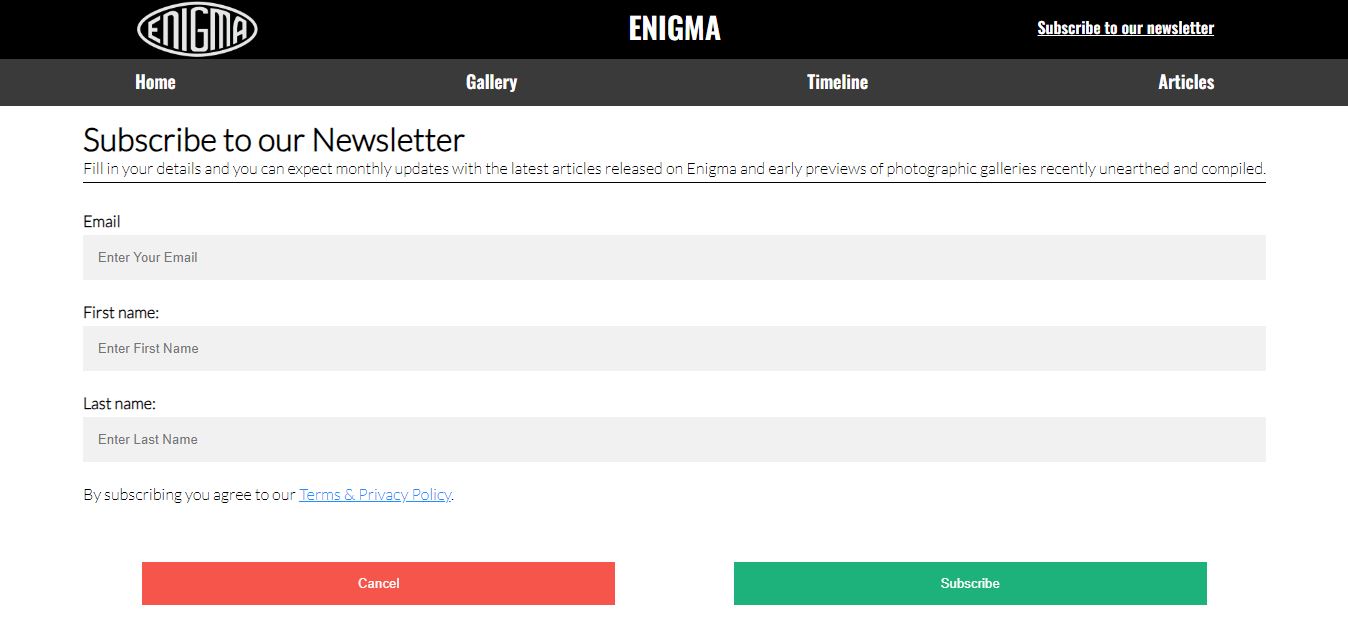 ENIGMA
ENIGMA
Subscribe to our newsletter
Home
Gallery
Timeline
Articles
Subscribe to our Newsletter
Fill in your details and you can expect monthly updates with the latest articles released on Enigma and early previews of photographic galleries recently unearthed and compiled.
Email
Enter Your Email
First name:
Enter First Name
Last name:
Enter Last Name
By subscribing you agree to our Terms & Privacy Policy.
Cancel
Subscribe